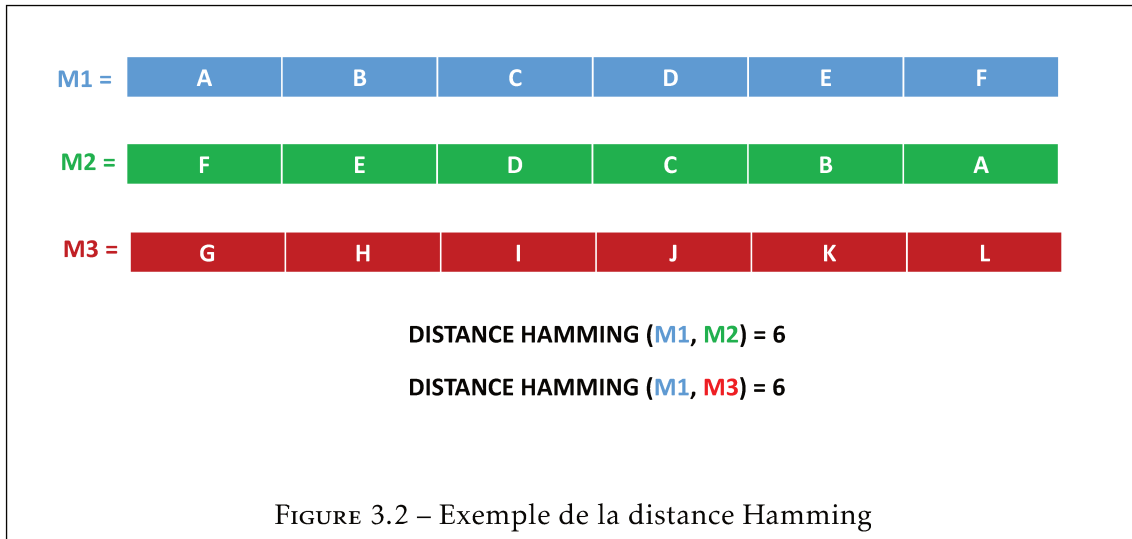 M1 = A B C D E F
M2 = F E D C B A
M3 = G H I J K L
DISTANCE HAMMING (M1, M2) = 6
DISTANCE HAMMING (M1, M3) = 6
FIGURE 3.2 – Exemple de la distance Hamming